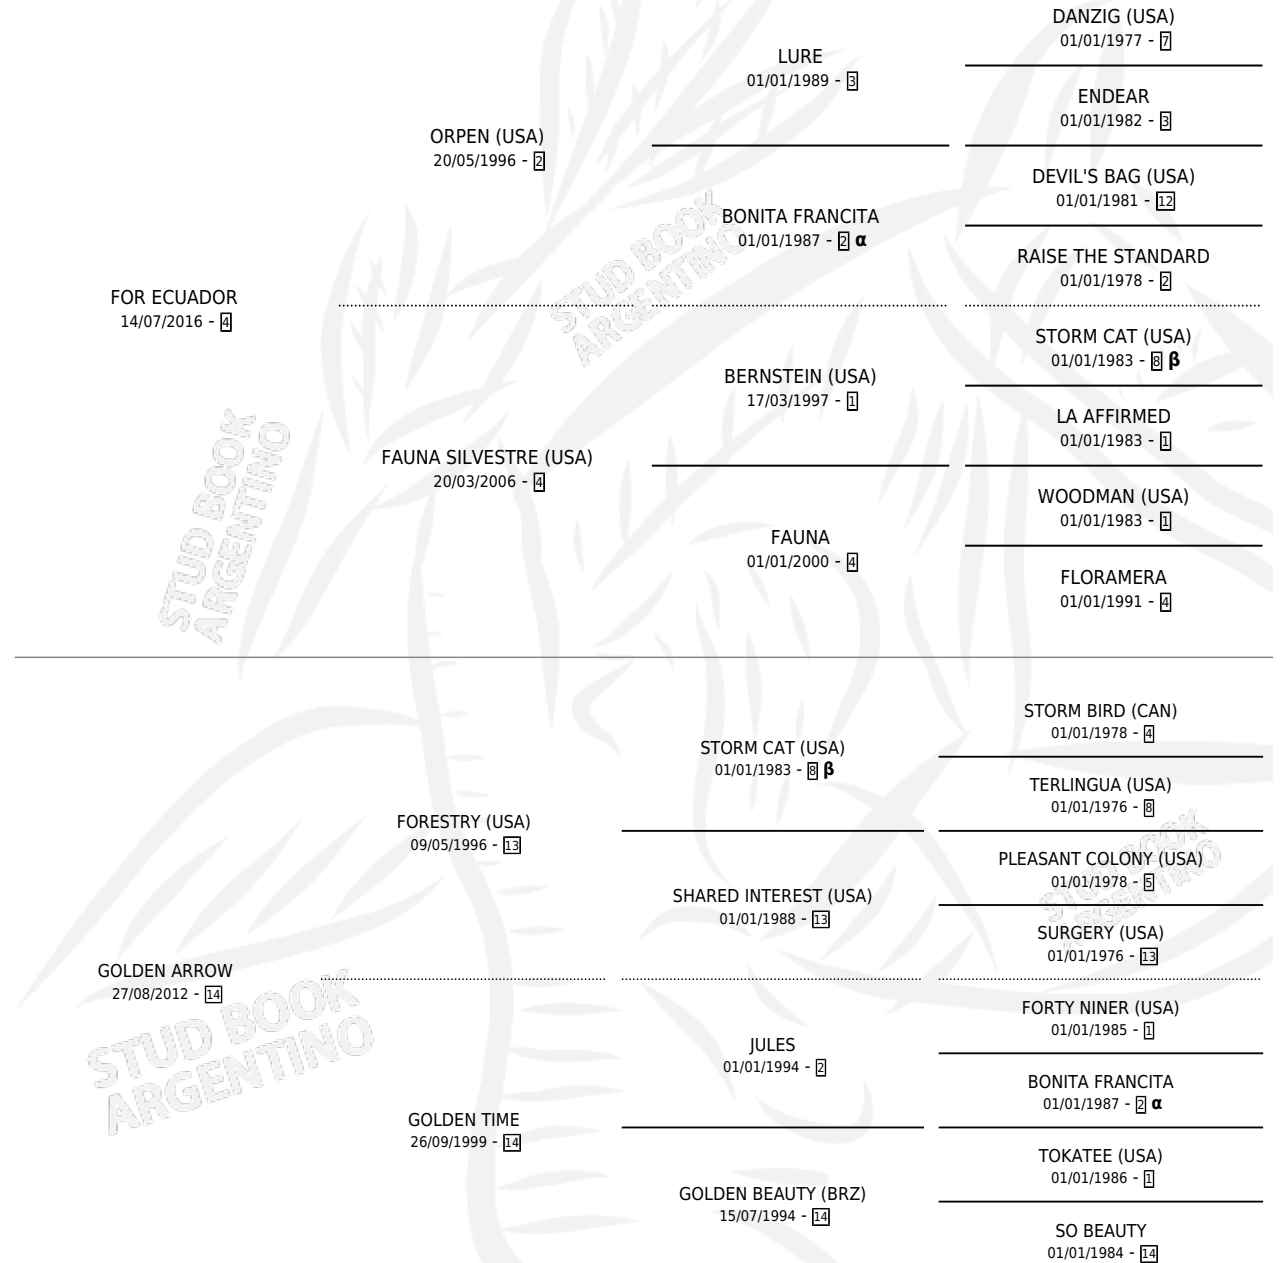 DANZIG (USA)
01/01/1977 - 7
LURE
01/01/1989 - 3
ENDEAR
01/01/1982 - 3
ORPEN (USA)
20/05/1996 - 2
DEVIL'S BAG (USA)
01/01/1981 - 12
BONITA FRANCITA
01/01/1987 - 2 α
RAISE THE STANDARD
01/01/1978 - 2
FOR ECUADOR
14/07/2016 - 4
STORM CAT (USA)
01/01/1983 - 8 β
BERNSTEIN (USA)
17/03/1997 - 1
LA AFFIRMED
01/01/1983 - 1
FAUNA SILVESTRE (USA)
20/03/2006 - 4
WOODMAN (USA)
01/01/1983 - 1
FAUNA
01/01/2000 - 4
FLORAMERA
01/01/1991 - 4
STORM BIRD (CAN)
01/01/1978 - 4
STORM CAT (USA)
01/01/1983 - 8 β
TERLINGUA (USA)
01/01/1976 - 8
FORESTRY (USA)
09/05/1996 - 13
PLEASANT COLONY (USA)
01/01/1978 - 5
SHARED INTEREST (USA)
01/01/1988 - 13
SURGERY (USA)
01/01/1976 - 13
GOLDEN ARROW
27/08/2012 - 14
FORTY NINER (USA)
01/01/1985 - 1
JULES
01/01/1994 - 2
BONITA FRANCITA
01/01/1987 - 2 α
GOLDEN TIME
26/09/1999 - 14
TOKATEE (USA)
01/01/1986 - 1
GOLDEN BEAUTY (BRZ)
15/07/1994 - 14
SO BEAUTY
01/01/1984 - 14
STUD BOOK
ARGENTINO
STUD BOOK
ARGENTINO
STUD BOOK
ARGENTINO
STUD BOOK
ARGENTINO